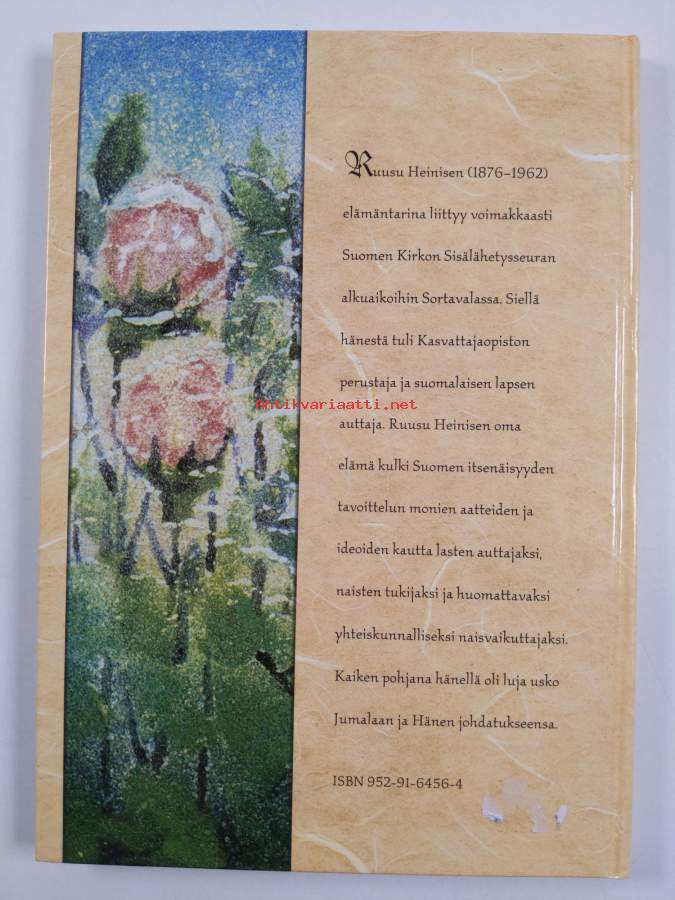 Ruusu Heinisen (1876–1962)
elämäntarina liittyy voimakkaasti
Suomen Kirkon Sisälähetysseuran
alkuaikoihin Sortavalassa. Siellä
hänestä tuli Kasvattajaopiston
perustaja ja suomalaisen lapsen
Antikvariaatti.net
auttaja. Ruusu Heinisen oma
elämä kulki Suomen itsenäisyyden
tavoittelun monien aatteiden ja
ideoiden kautta lasten auttajaksi,
naisten tukijaksi ja huomattavaksi
yhteiskunnalliseksi naisvaikuttajaksi.
Kaiken pohjana hänellä oli luja usko
Jumalaan ja Hänen johdatukseensa.
ISBN 952-91-6456-4